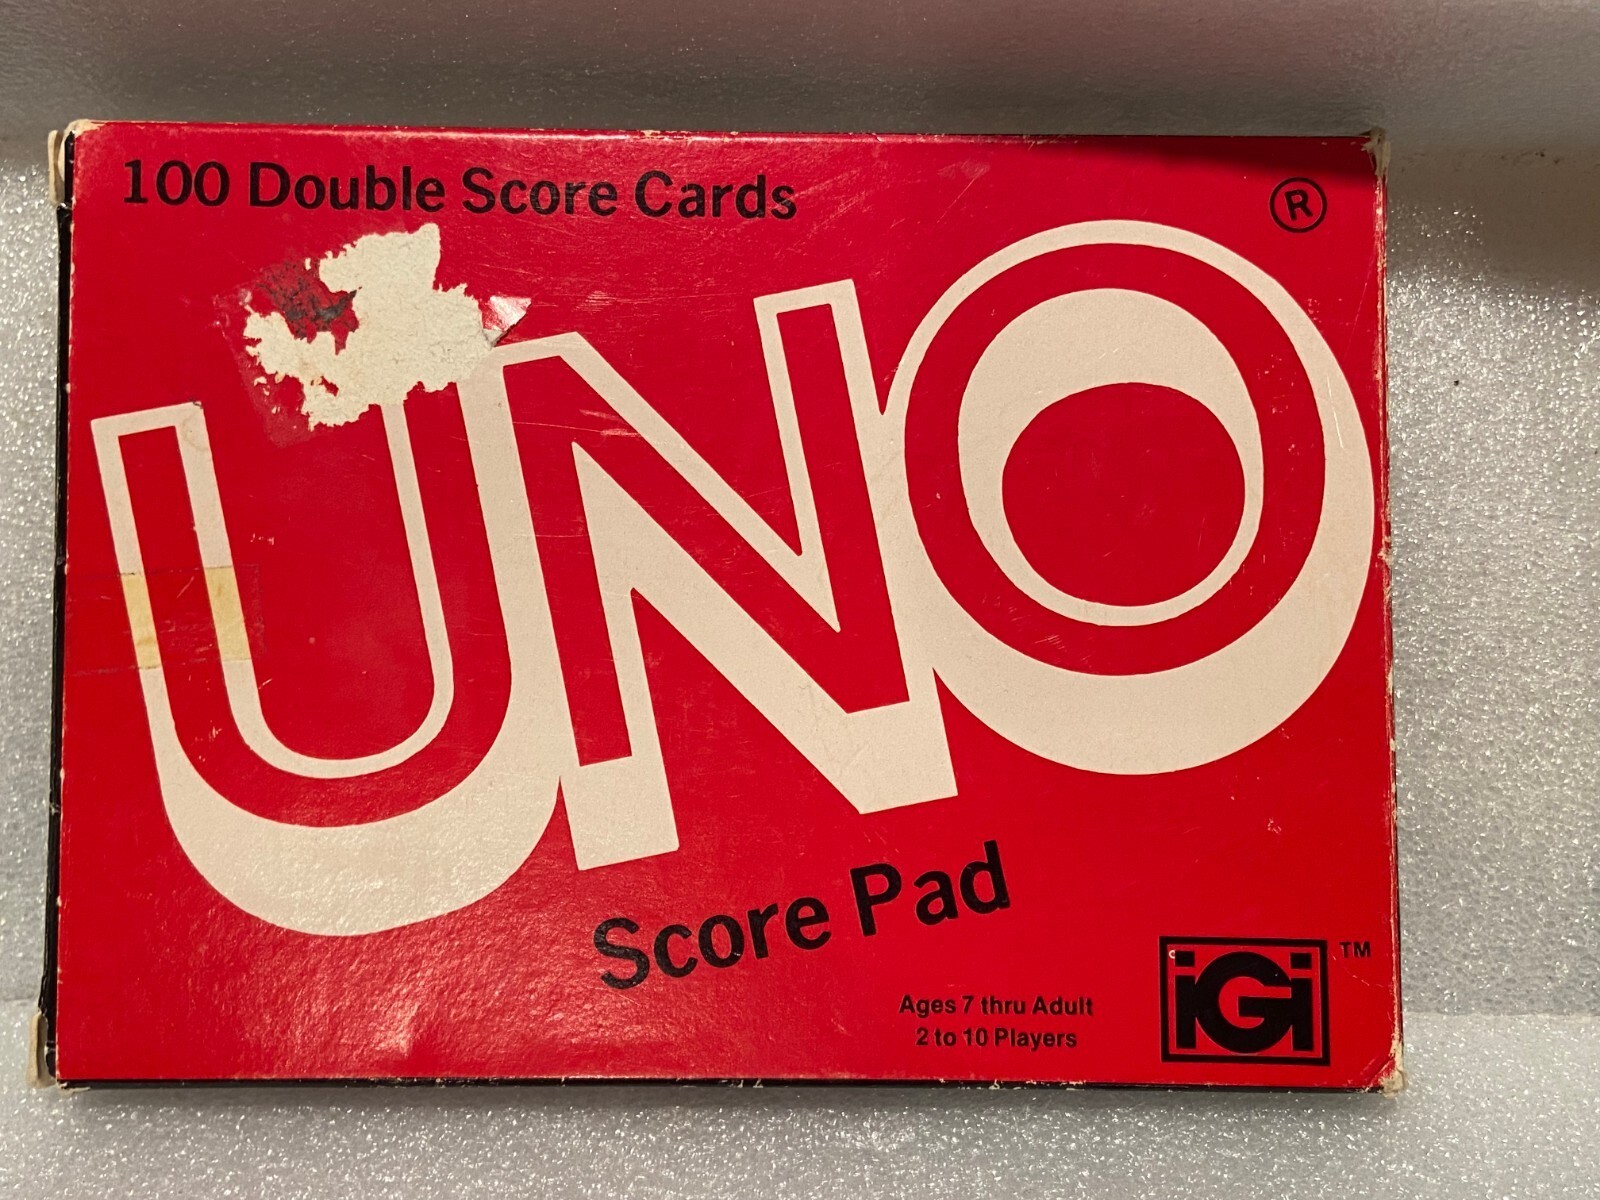 100 Double Score Cards
®
UNO
Score Pad
Ages 7 thru Adult
2 to 10 Players
iGi ™